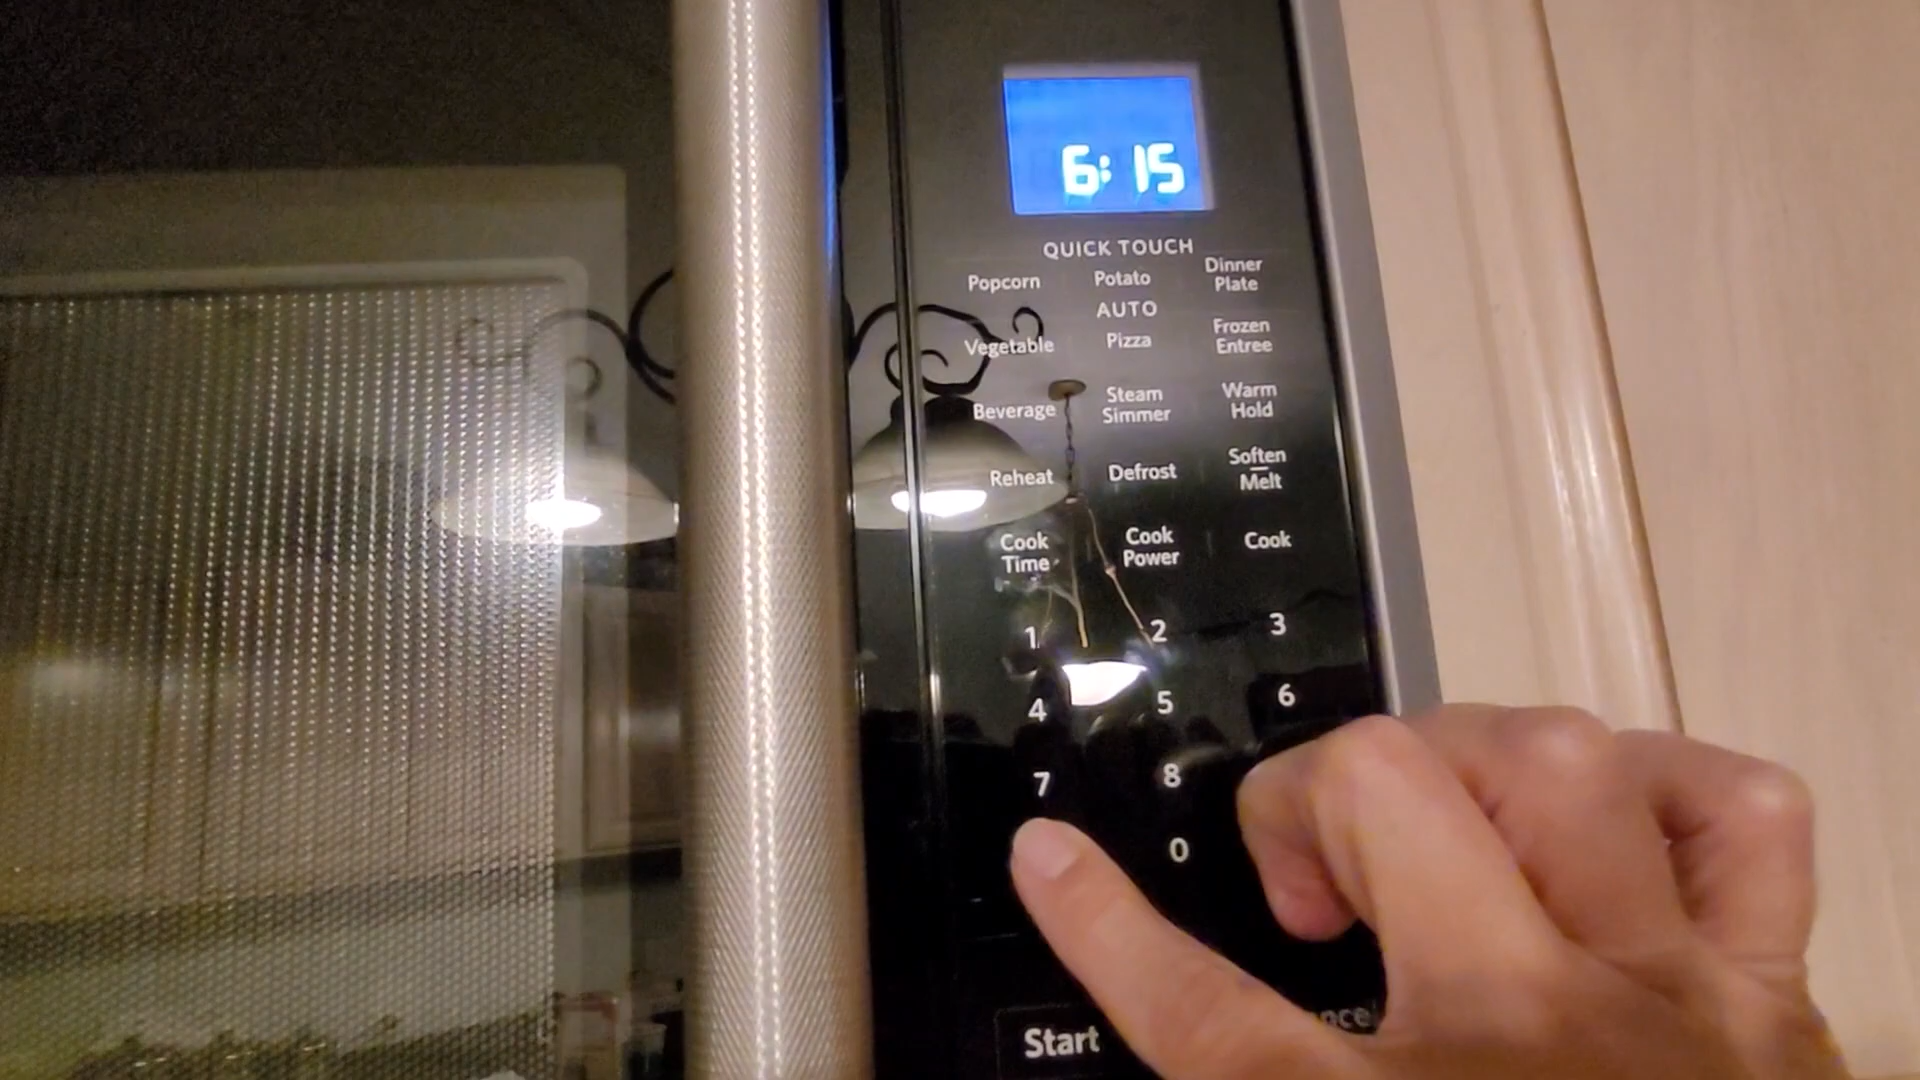 6:15
QUICK TOUCH
Popcorn
Potato
Dinner
Plate
AUTO
Vegetable
Pizza
Frozen
Entree
Beverage
Steam
Simmer
Warm
Hold
Reheat
Defrost
Soften
Melt
Cook
Time
Cook
Power
Cook
1 2 3
4 5 6
7 8
0
Start